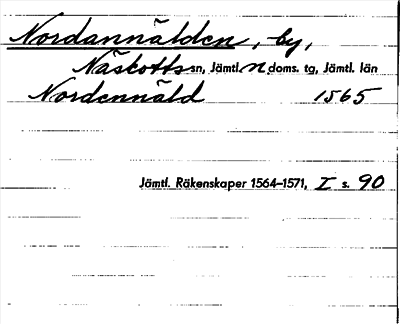 Nordannälden, by,
Näskotts sn, Jämtl. n. doms. tg, Jämtl. län
Nordennäld 1565
Jämtl. Räkenskaper 1564–1571, I s. 90